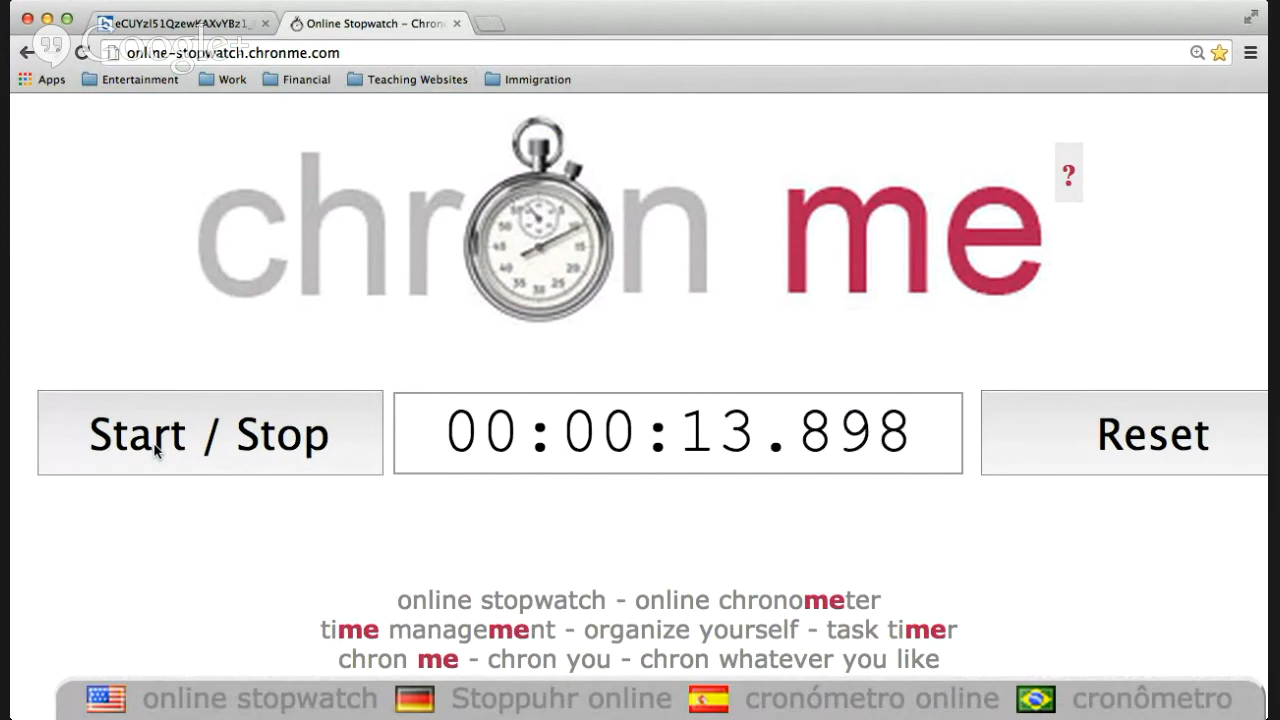 eCUYzl51QzewKAXvYBz1_
Online Stopwatch – Chron
Google+
online-stopwatch.chronme.com
Apps Entertainment Work Financial Teaching Websites Immigration
chron me ?
Start / Stop 00:00:13.898 Reset
online stopwatch - online chronometer
time management - organize yourself - task timer
chron me - chron you - chron whatever you like
online stopwatch Stoppuhr online cronómetro online cronômetro